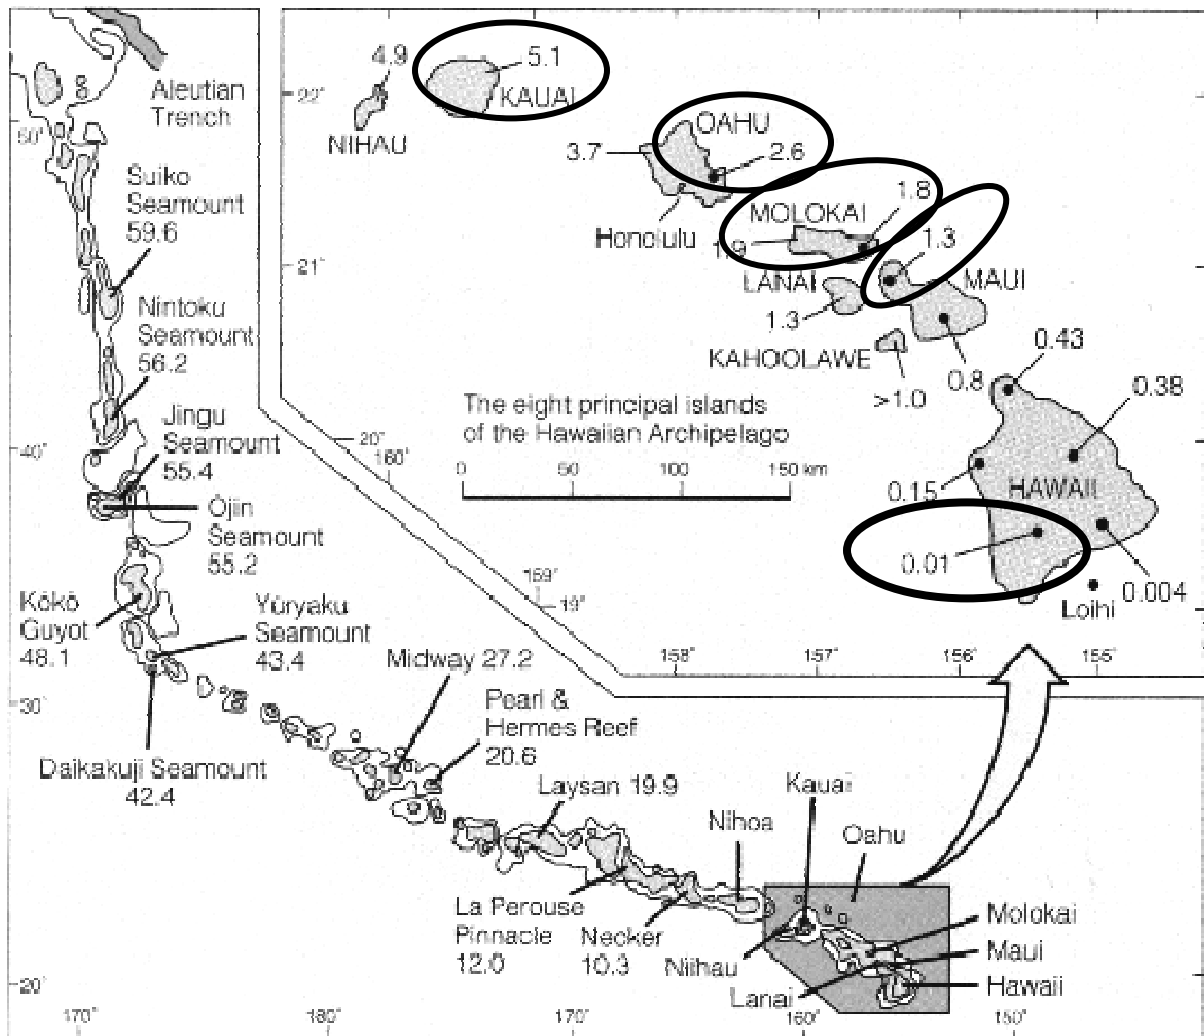 Aleutian
Trench
50°
Suiko
Seamount
59.6
Nintoku
Seamount
56.2
Jingu
Seamount
55.4
40°
Ojin
Seamount
55.2
Kōkō
Guyot
48.1
Yūryaku
Seamount
43.4
30°
Daikakuji Seamount
42.4
Midway 27.2
Pearl &
Hermes Reef
20.6
Laysan 19.9
La Perouse
Pinnacle
12.0
Necker
10.3
Nihoa
Kauai
Oahu
Niihau
Lanai
Molokai
Maui
Hawaii
20°
170°
180°
170°
160°
150°
4.9
5.1
22°
KAUAI
NIHAU
OAHU
3.7
2.6
Honolulu
MOLOKAI
1.8
1.9
21°
LANAI
1.3
1.3
MAUI
KAHOOLAWE
>1.0
0.8
0.43
0.38
The eight principal islands
of the Hawaiian Archipelago
0 50 100 150 km
20°
160°
0.15
HAWAII
0.01
0.004
Loihi
159°
19°
158°
157°
156°
155°